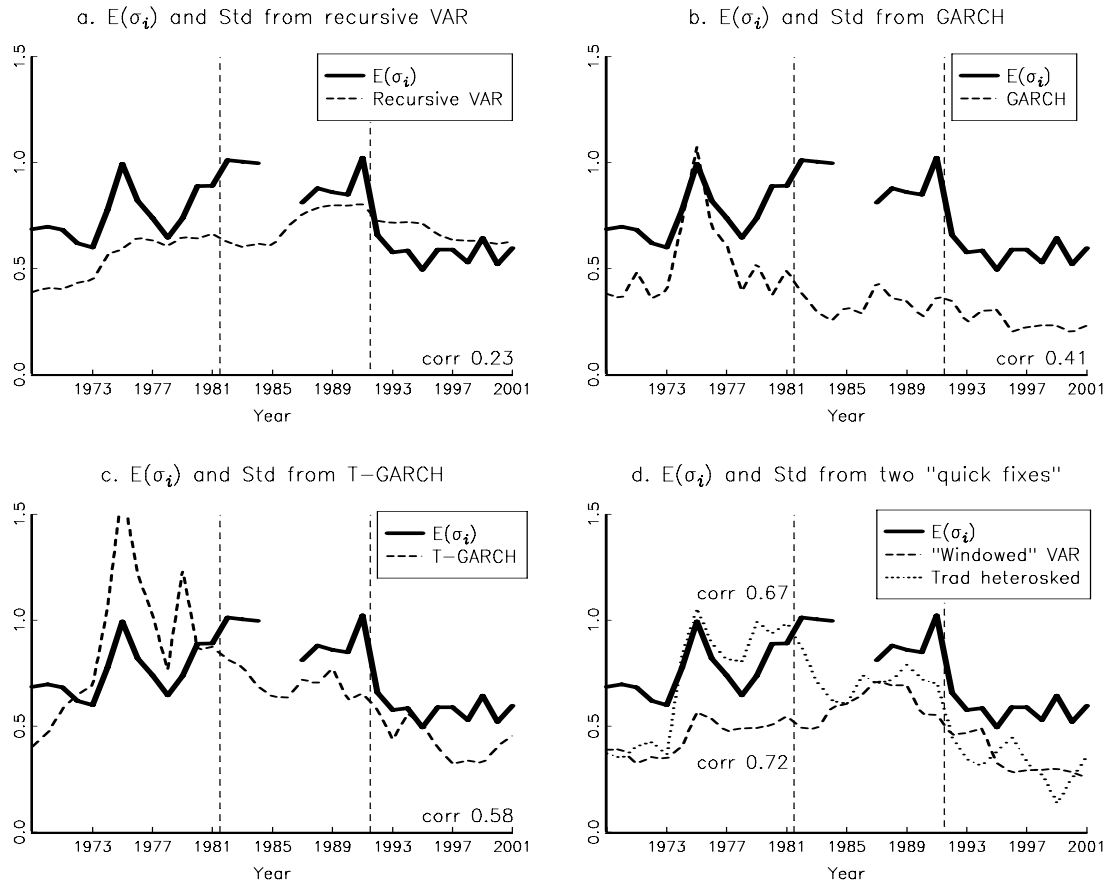 a. E(σᵢ) and Std from recursive VAR
1.5
1.0
0.5
0.0
E(σᵢ)
Recursive VAR
corr 0.23
1973 1977 1981 1985 1989 1993 1997 2001
Year
b. E(σᵢ) and Std from GARCH
1.5
1.0
0.5
0.0
E(σᵢ)
GARCH
corr 0.41
1973 1977 1981 1985 1989 1993 1997 2001
Year
c. E(σᵢ) and Std from T-GARCH
1.5
1.0
0.5
0.0
E(σᵢ)
T-GARCH
corr 0.58
1973 1977 1981 1985 1989 1993 1997 2001
Year
d. E(σᵢ) and Std from two "quick fixes"
1.5
1.0
0.5
0.0
E(σᵢ)
"Windowed" VAR
Trad heterosked
corr 0.67
corr 0.72
1973 1977 1981 1985 1989 1993 1997 2001
Year